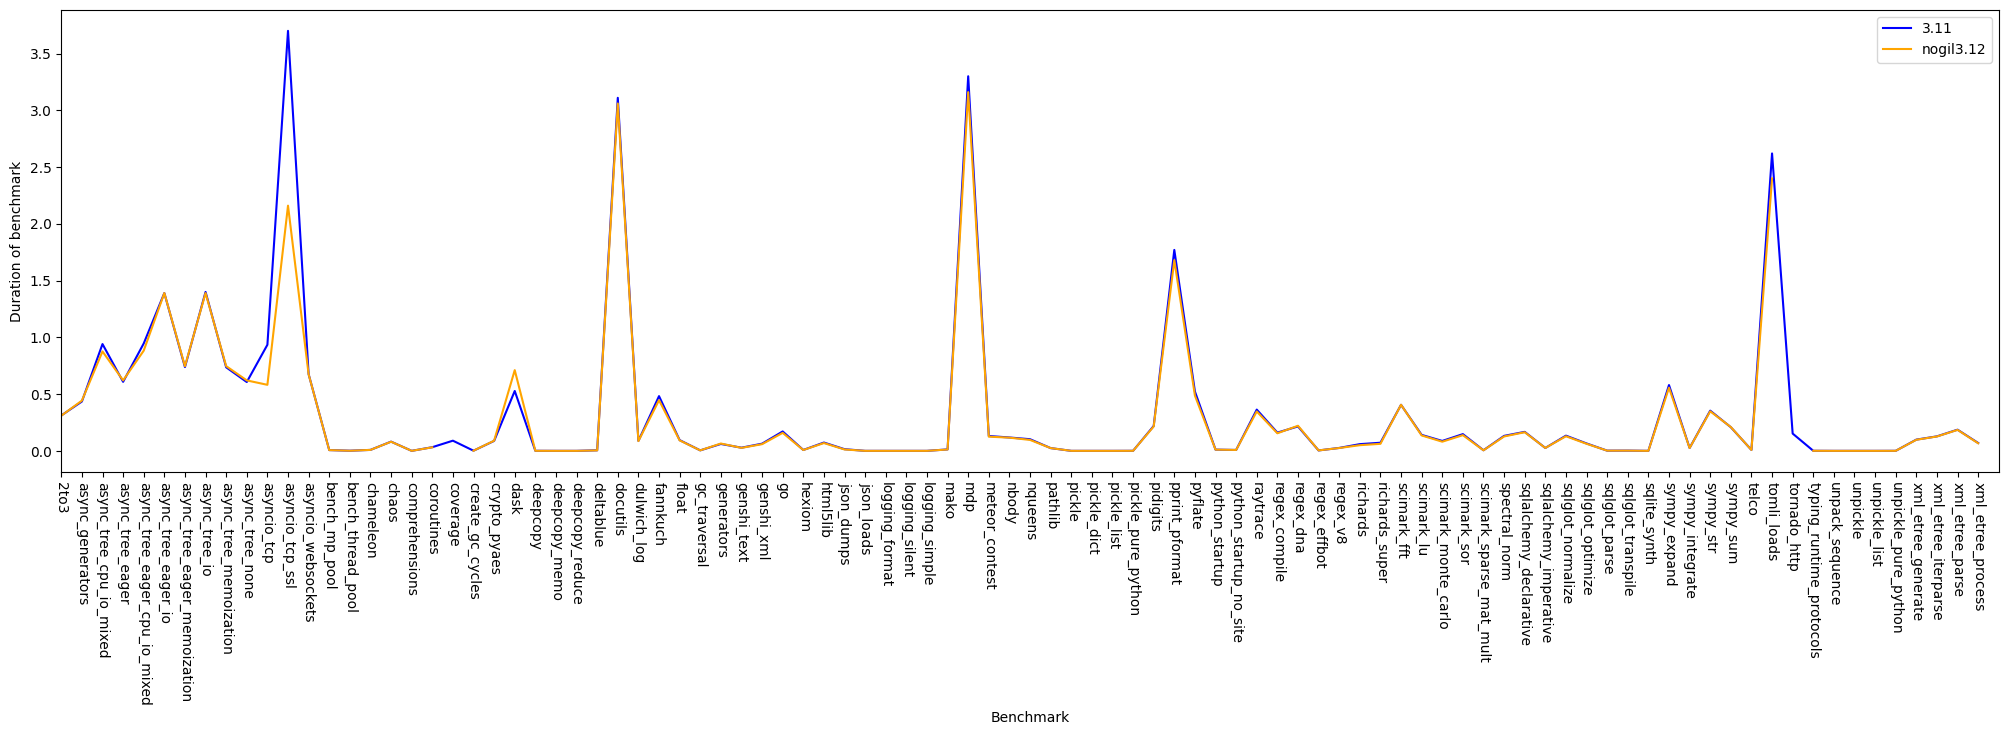 3.11
nogil3.12
Duration of benchmark
3.5
3.0
2.5
2.0
1.5
1.0
0.5
0.0
2to3
async_generators
async_tree_cpu_io_mixed
async_tree_eager
async_tree_eager_cpu_io_mixed
async_tree_eager_io
async_tree_eager_memoization
async_tree_io
async_tree_memoization
async_tree_none
asyncio_tcp
asyncio_tcp_ssl
asyncio_websockets
bench_mp_pool
bench_thread_pool
chameleon
chaos
comprehensions
coroutines
coverage
create_gc_cycles
crypto_pyaes
dask
deepcopy
deepcopy_memo
deepcopy_reduce
deltablue
docutils
dulwich_log
fannkuch
float
gc_traversal
generators
genshi_text
genshi_xml
go
hexiom
html5lib
json_dumps
json_loads
logging_format
logging_silent
logging_simple
mako
mdp
meteor_contest
nbody
nqueens
pathlib
pickle
pickle_dict
pickle_list
pickle_pure_python
pidigits
pprint_pformat
pyflate
python_startup
python_startup_no_site
raytrace
regex_compile
regex_dna
regex_effbot
regex_v8
richards
richards_super
scimark_fft
scimark_lu
scimark_monte_carlo
scimark_sor
scimark_sparse_mat_mult
spectral_norm
sqlalchemy_declarative
sqlalchemy_imperative
sqlglot_normalize
sqlglot_optimize
sqlglot_parse
sqlglot_transpile
sqlite_synth
sympy_expand
sympy_integrate
sympy_str
sympy_sum
telco
tomli_loads
tornado_http
typing_runtime_protocols
unpack_sequence
unpickle
unpickle_list
unpickle_pure_python
xml_etree_generate
xml_etree_iterparse
xml_etree_parse
xml_etree_process
Benchmark